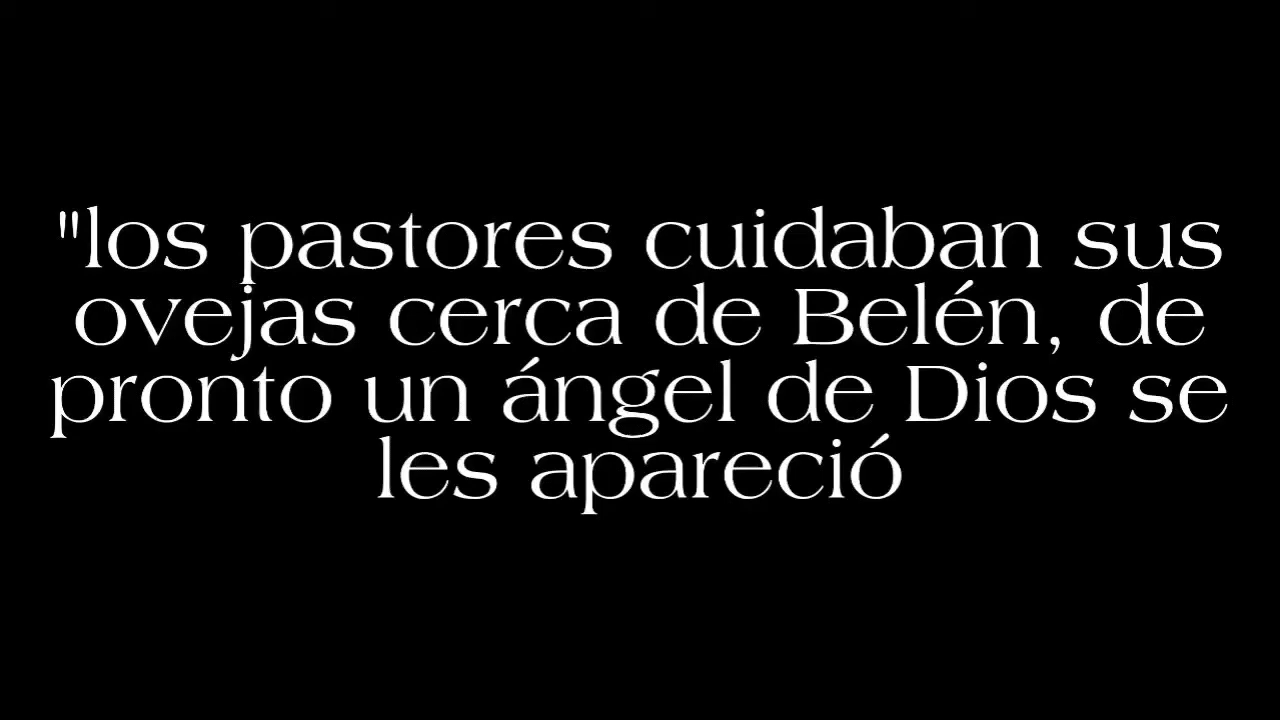 "los pastores cuidaban sus
ovejas cerca de Belén, de
pronto un ángel de Dios se
les apareció